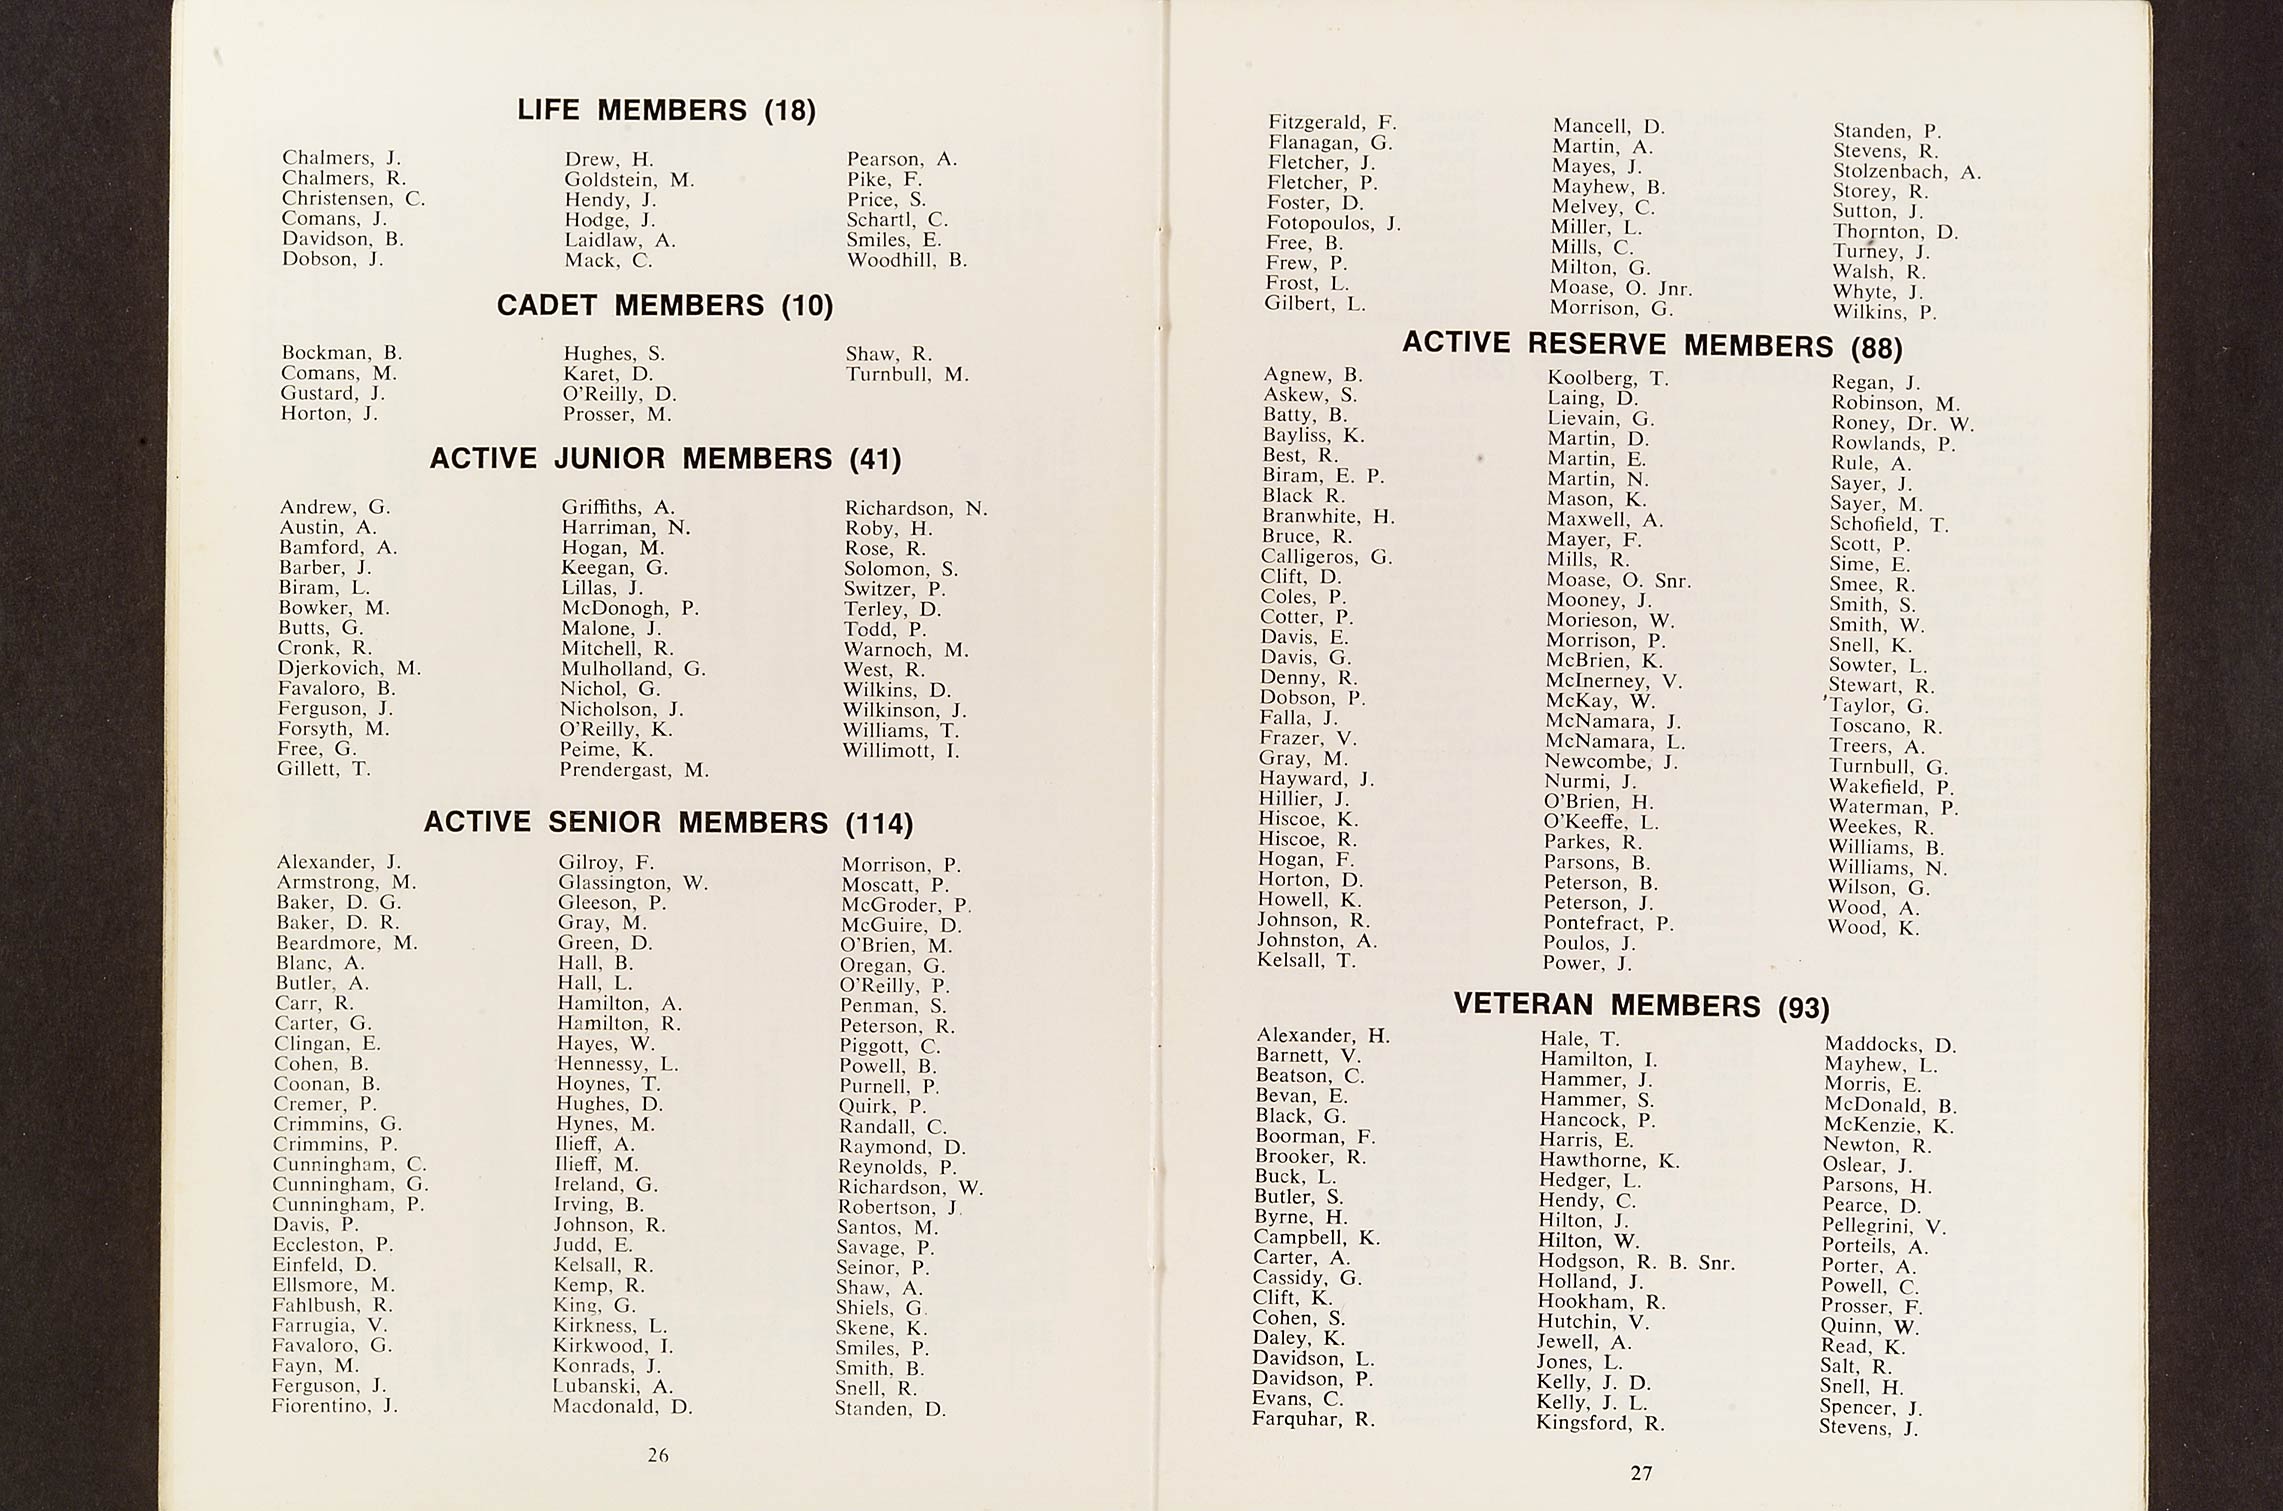 LIFE MEMBERS (18)
Chalmers, J.
Chalmers, R.
Christensen, C.
Comans, J.
Davidson, B.
Dobson, J.
Drew, H.
Goldstein, M.
Hendy, J.
Hodge, J.
Laidlaw, A.
Mack, C.
Pearson, A.
Pike, F.
Price, S.
Schartl, C.
Smiles, E.
Woodhill, B.
CADET MEMBERS (10)
Bockman, B.
Comans, M.
Gustard, J.
Horton, J.
Hughes, S.
Karet, D.
O'Reilly, D.
Prosser, M.
Shaw, R.
Turnbull, M.
ACTIVE JUNIOR MEMBERS (41)
Andrew, G.
Austin, A.
Bamford, A.
Barber, J.
Biram, L.
Bowker, M.
Butts, G.
Cronk, R.
Djerkovich, M.
Favaloro, B.
Ferguson, J.
Forsyth, M.
Free, G.
Gillett, T.
Griffiths, A.
Harriman, N.
Hogan, M.
Keegan, G.
Lillas, J.
McDonogh, P.
Malone, J.
Mitchell, R.
Mulholland, G.
Nichol, G.
Nicholson, J.
O'Reilly, K.
Peime, K.
Prendergast, M.
Richardson, N.
Roby, H.
Rose, R.
Solomon, S.
Switzer, P.
Terley, D.
Todd, P.
Warnoch, M.
West, R.
Wilkins, D.
Wilkinson, J.
Williams, T.
Willimott, I.
ACTIVE SENIOR MEMBERS (114)
Alexander, J.
Armstrong, M.
Baker, D. G.
Baker, D. R.
Beardmore, M.
Blanc, A.
Butler, A.
Carr, R.
Carter, G.
Clingan, E.
Cohen, B.
Coonan, B.
Cremer, P.
Crimmins, G.
Crimmins, P.
Cunningham, C.
Cunningham, G.
Cunningham, P.
Davis, P.
Eccleston, P.
Einfeld, D.
Ellsmore, M.
Fahlbush, R.
Farrugia, V.
Favaloro, G.
Fayn, M.
Ferguson, J.
Fiorentino, J.
Gilroy, F.
Glassington, W.
Gleeson, P.
Gray, M.
Green, D.
Hall, B.
Hall, L.
Hamilton, A.
Hamilton, R.
Hayes, W.
Hennessy, L.
Hoynes, T.
Hughes, D.
Hynes, M.
Ilieff, A.
Ilieff, M.
Ireland, G.
Irving, B.
Johnson, R.
Judd, E.
Kelsall, R.
Kemp, R.
King, G.
Kirkness, L.
Kirkwood, I.
Konrads, J.
Lubanski, A.
Macdonald, D.
Morrison, P.
Moscatt, P.
McGroder, P.
McGuire, D.
O'Brien, M.
Oregan, G.
O'Reilly, P.
Penman, S.
Peterson, R.
Piggott, C.
Powell, B.
Purnell, P.
Quirk, P.
Randall, C.
Raymond, D.
Reynolds, P.
Richardson, W.
Robertson, J.
Santos, M.
Savage, P.
Seinor, P.
Shaw, A.
Shiels, G.
Skene, K.
Smiles, P.
Smith, B.
Snell, R.
Standen, D.
26
Fitzgerald, F.
Flanagan, G.
Fletcher, J.
Fletcher, P.
Foster, D.
Fotopoulos, J.
Free, B.
Frew, P.
Frost, L.
Gilbert, L.
Mancell, D.
Martin, A.
Mayes, J.
Mayhew, B.
Melvey, C.
Miller, L.
Mills, C.
Milton, G.
Moase, O. Jnr.
Morrison, G.
Standen, P.
Stevens, R.
Stolzenbach, A.
Storey, R.
Sutton, J.
Thornton, D.
Turney, J.
Walsh, R.
Whyte, J.
Wilkins, P.
ACTIVE RESERVE MEMBERS (88)
Agnew, B.
Askew, S.
Batty, B.
Bayliss, K.
Best, R.
Biram, E. P.
Black R.
Branwhite, H.
Bruce, R.
Calligeros, G.
Clift, D.
Coles, P.
Cotter, P.
Davis, E.
Davis, G.
Denny, R.
Dobson, P.
Falla, J.
Frazer, V.
Gray, M.
Hayward, J.
Hillier, J.
Hiscoe, K.
Hiscoe, R.
Hogan, F.
Horton, D.
Howell, K.
Johnson, R.
Johnston, A.
Kelsall, T.
Koolberg, T.
Laing, D.
Lievain, G.
Martin, D.
Martin, E.
Martin, N.
Mason, K.
Maxwell, A.
Mayer, F.
Mills, R.
Moase, O. Snr.
Mooney, J.
Morieson, W.
Morrison, P.
McBrien, K.
McInerney, V.
McKay, W.
McNamara, J.
McNamara, L.
Newcombe, J.
Nurmi, J.
O'Brien, H.
O'Keeffe, L.
Parkes, R.
Parsons, B.
Peterson, B.
Peterson, J.
Pontefract, P.
Poulos, J.
Power, J.
Regan, J.
Robinson, M.
Roney, Dr. W.
Rowlands, P.
Rule, A.
Sayer, J.
Sayer, M.
Schofield, T.
Scott, P.
Sime, E.
Smee, R.
Smith, S.
Smith, W.
Snell, K.
Sowter, L.
Stewart, R.
Taylor, G.
Toscano, R.
Treers, A.
Turnbull, G.
Wakefield, P.
Waterman, P.
Weekes, R.
Williams, B.
Williams, N.
Wilson, G.
Wood, A.
Wood, K.
VETERAN MEMBERS (93)
Alexander, H.
Barnett, V.
Beatson, C.
Bevan, E.
Black, G.
Boorman, F.
Brooker, R.
Buck, L.
Butler, S.
Byrne, H.
Campbell, K.
Carter, A.
Cassidy, G.
Clift, K.
Cohen, S.
Daley, K.
Davidson, L.
Davidson, P.
Evans, C.
Farquhar, R.
Hale, T.
Hamilton, I.
Hammer, J.
Hammer, S.
Hancock, P.
Harris, E.
Hawthorne, K.
Hedger, L.
Hendy, C.
Hilton, J.
Hilton, W.
Hodgson, R. B. Snr.
Holland, J.
Hookham, R.
Hutchin, V.
Jewell, A.
Jones, L.
Kelly, J. D.
Kelly, J. L.
Kingsford, R.
Maddocks, D.
Mayhew, L.
Morris, E.
McDonald, B.
McKenzie, K.
Newton, R.
Oslear, J.
Parsons, H.
Pearce, D.
Pellegrini, V.
Porteils, A.
Porter, A.
Powell, C.
Prosser, F.
Quinn, W.
Read, K.
Salt, R.
Snell, H.
Spencer, J.
Stevens, J.
27